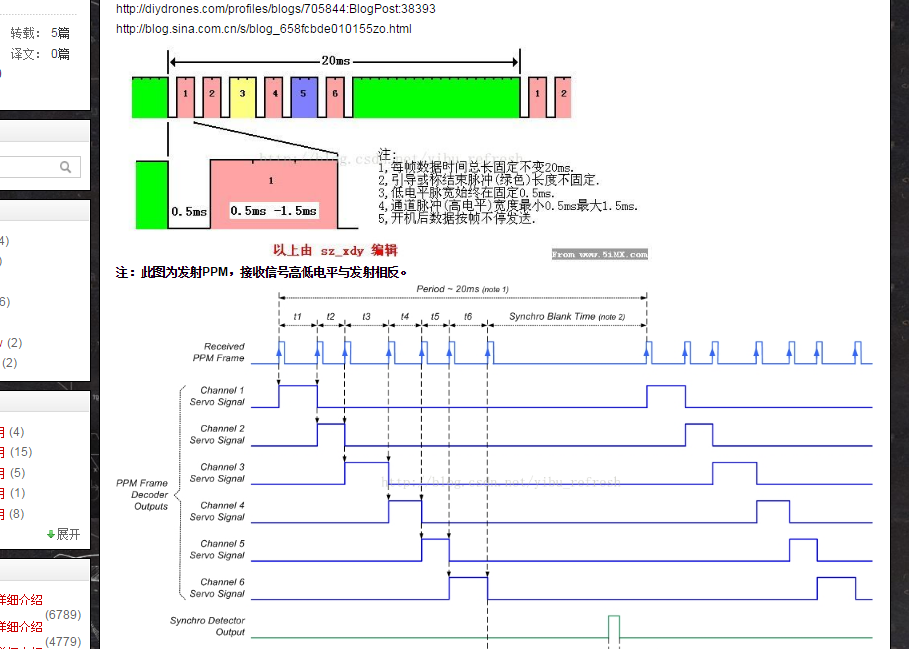 转载： 5篇
译文： 0篇
)
4)
)
6)
(2)
(2)
月 (4)
月 (15)
月 (5)
月 (1)
月 (8)
展开
详细介绍
(6789)
详细介绍
(4779)
http://diydrones.com/profiles/blogs/705844:BlogPost:38393
http://blog.sina.com.cn/s/blog_658fcbde010155zo.html
20ms
1 2 3 4 5 6 1 2
http://blog.csdn.net/yibu_refresh
1
0.5ms 0.5ms -1.5ms
注:
1,每帧数据时间总长固定不变20ms.
2,引导或称结束脉冲(绿色)长度不固定.
3,低电平脉宽始终在固定0.5ms.
4,通道脉冲(高电平)宽度最小0.5ms最大1.5ms.
5,开机后数据按帧不停发送.
以上由 sz_xdy 编辑
From www.5iMX.com
注：此图为发射PPM，接收信号高低电平与发射相反。
Period ~ 20ms (note 1)
t1 t2 t3 t4 t5 t6 Synchro Blank Time (note 2)
Received
PPM Frame
Channel 1
Servo Signal
Channel 2
Servo Signal
Channel 3
Servo Signal
http://blog.csdn.net/yibu_refresh
PPM Frame
Decoder
Outputs
Channel 4
Servo Signal
Channel 5
Servo Signal
Channel 6
Servo Signal
Synchro Detector
Output